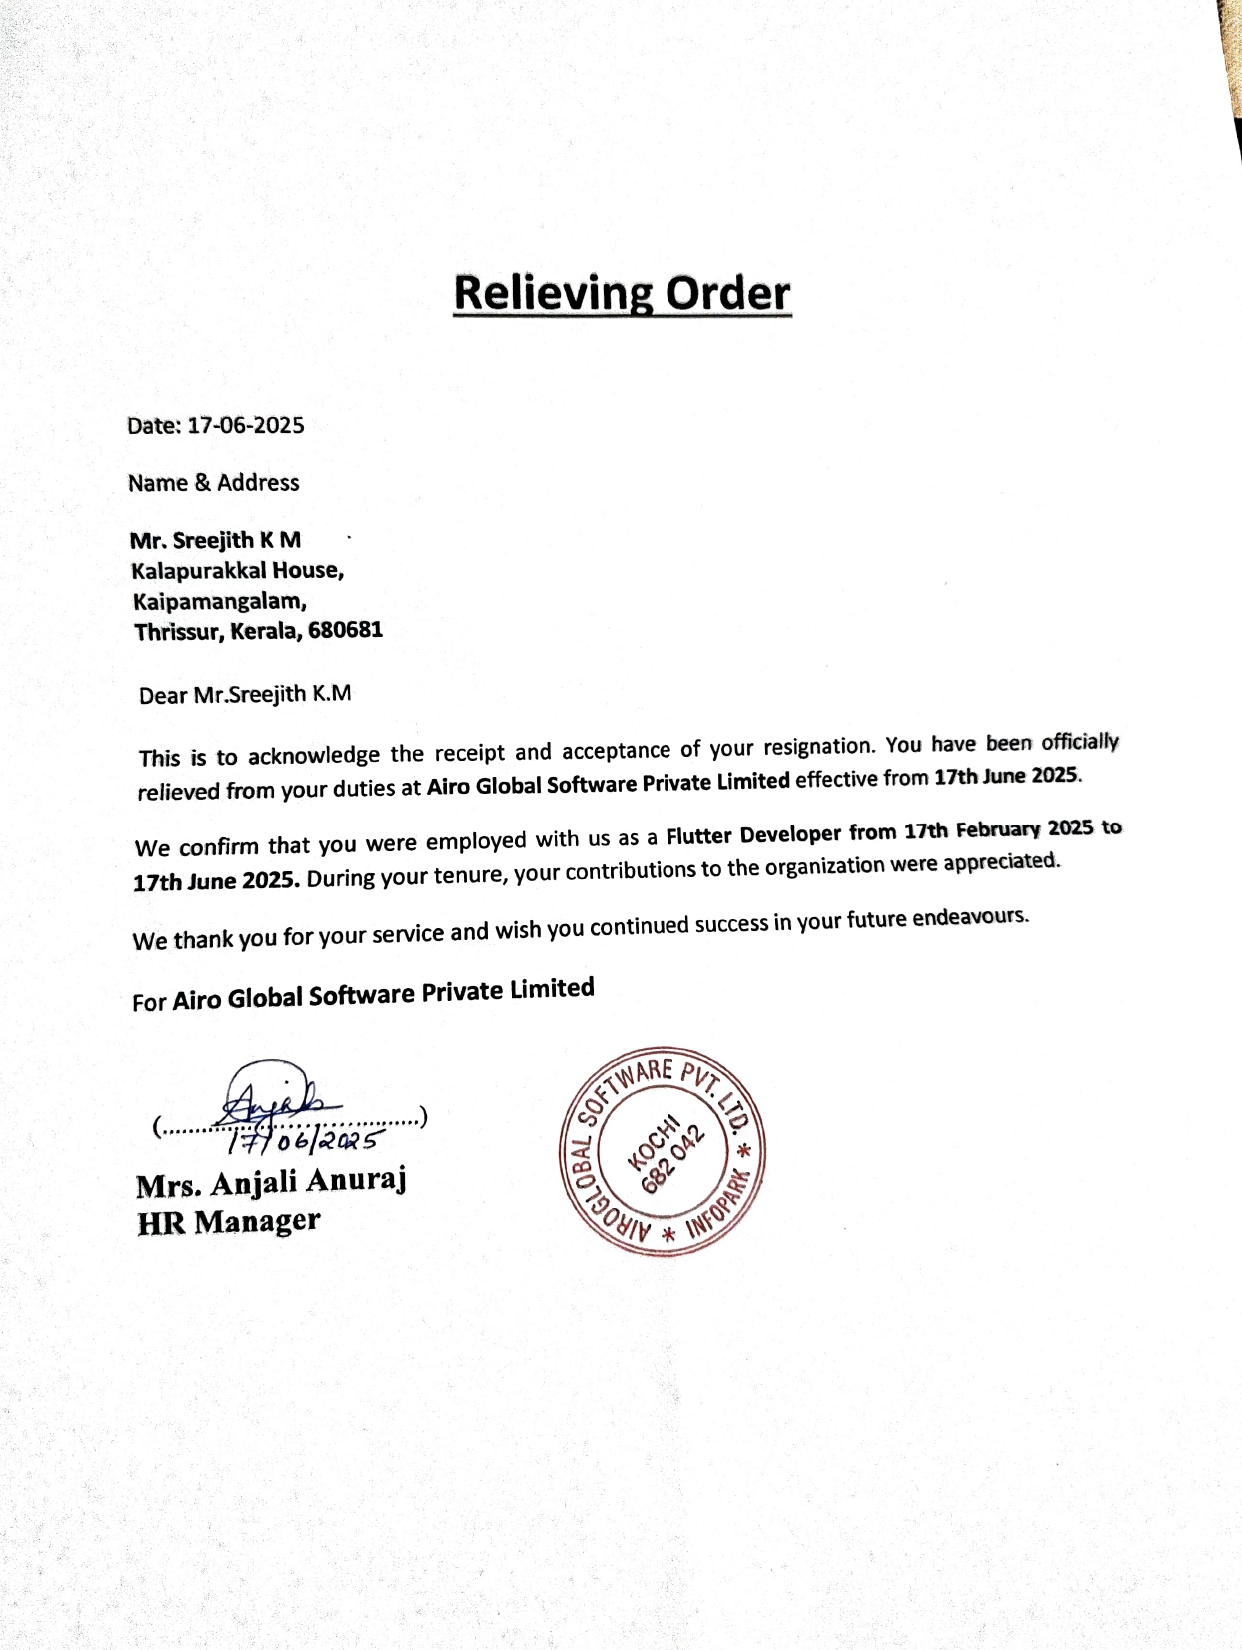 Relieving Order
Date: 17-06-2025
Name & Address
Mr. Sreejith K M
Kalapurakkal House,
Kaipamangalam,
Thrissur, Kerala, 680681
Dear Mr.Sreejith K.M
This is to acknowledge the receipt and acceptance of your resignation. You have been officially
relieved from your duties at Airo Global Software Private Limited effective from 17th June 2025.
We confirm that you were employed with us as a Flutter Developer from 17th February 2025 to
17th June 2025. During your tenure, your contributions to the organization were appreciated.
We thank you for your service and wish you continued success in your future endeavours.
For Airo Global Software Private Limited
(....Anjali....)
17/06/2025
Mrs. Anjali Anuraj
HR Manager
AIROGLOBAL SOFTWARE PVT. LTD. * INFOPARK *
KOCHI
682 042